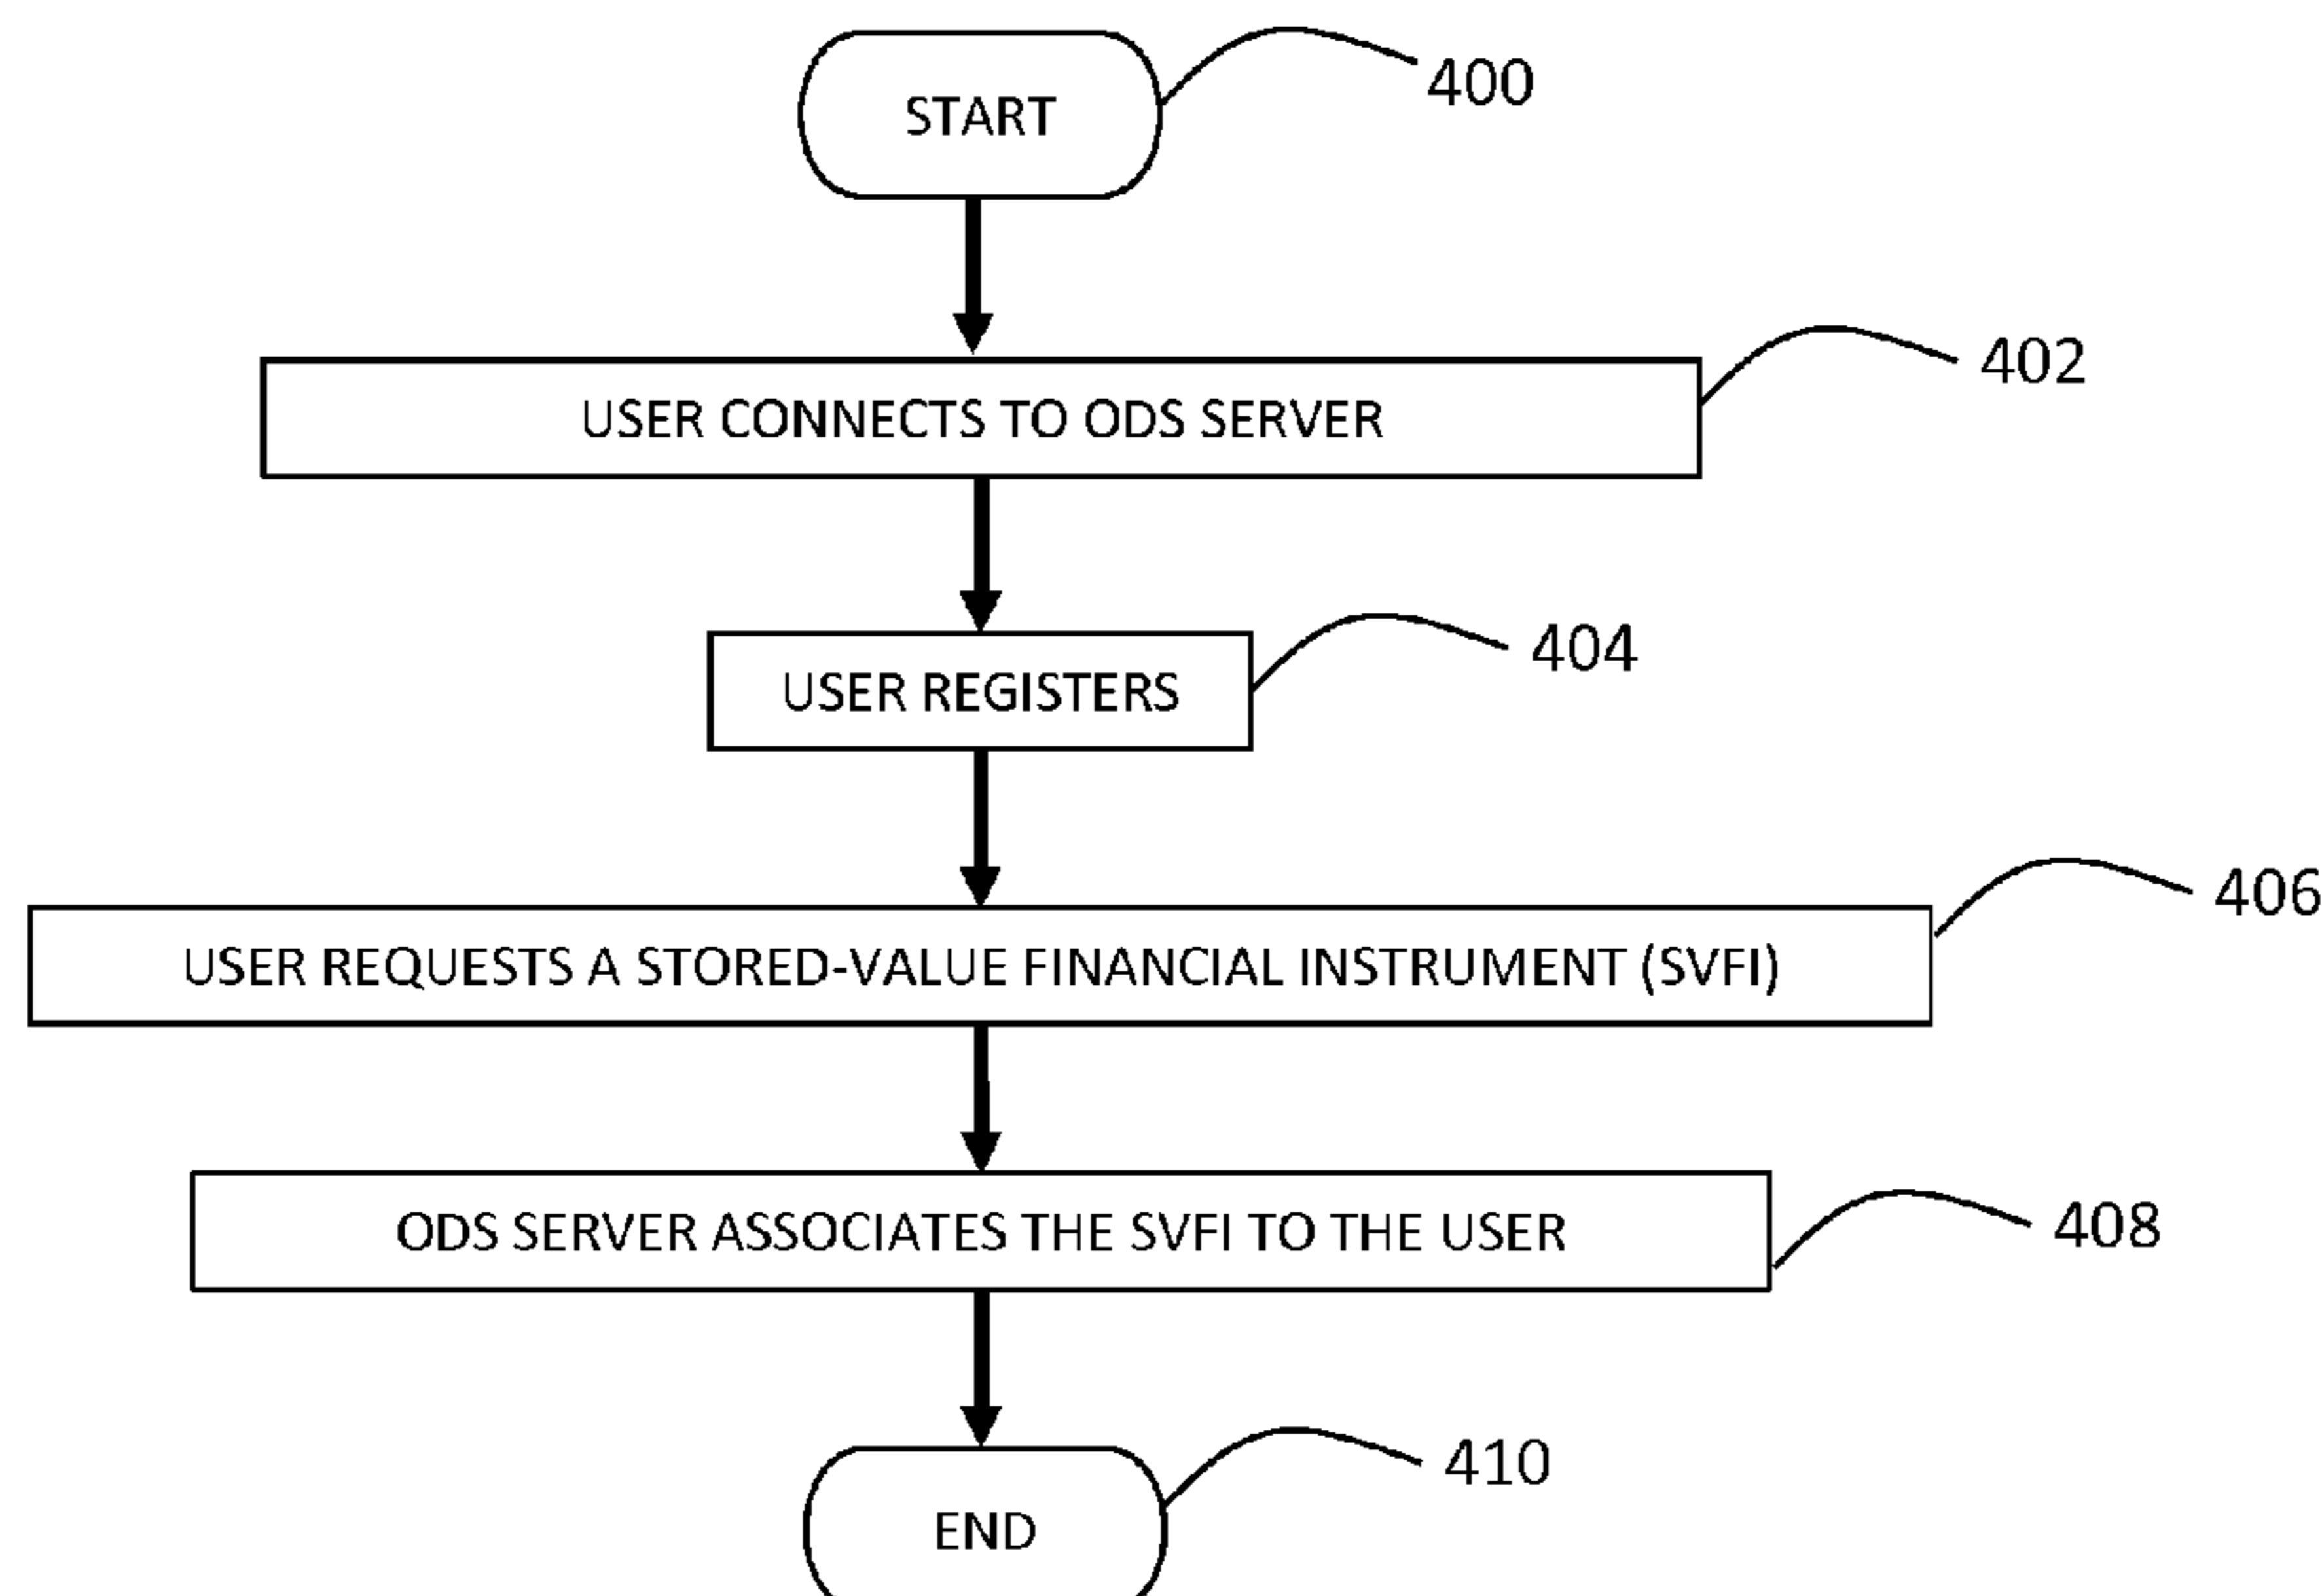 START
400
USER CONNECTS TO ODS SERVER
402
USER REGISTERS
404
USER REQUESTS A STORED-VALUE FINANCIAL INSTRUMENT (SVFI)
406
ODS SERVER ASSOCIATES THE SVFI TO THE USER
408
END
410